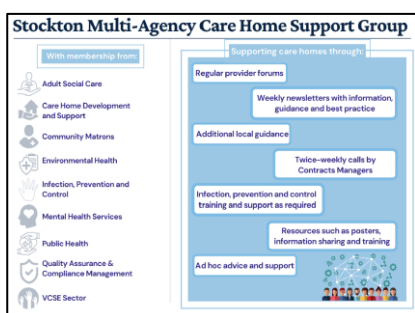 Stockton Multi-Agency Care Home Support Group
With membership from:
Adult Social Care
Care Home Development
and Support
Community Matrons
Environmental Health
Infection, Prevention and
Control
Mental Health Services
Public Health
Quality Assurance &
Compliance Management
VCSE Sector
Supporting care homes through:
Regular provider forums
Weekly newsletters with information,
guidance and best practice
Additional local guidance
Twice-weekly calls by
Contracts Managers
Infection, prevention and control
training and support as required
Resources such as posters,
information sharing and training
Ad hoc advice and support